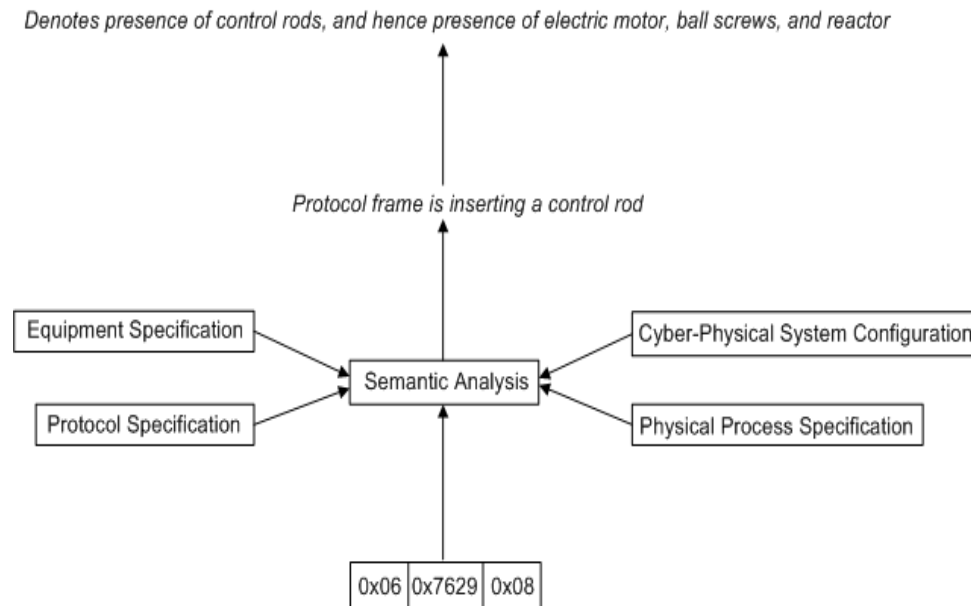 Denotes presence of control rods, and hence presence of electric motor, ball screws, and reactor
Protocol frame is inserting a control rod
Equipment Specification
Cyber-Physical System Configuration
Semantic Analysis
Protocol Specification
Physical Process Specification
0x06 0x7629 0x08